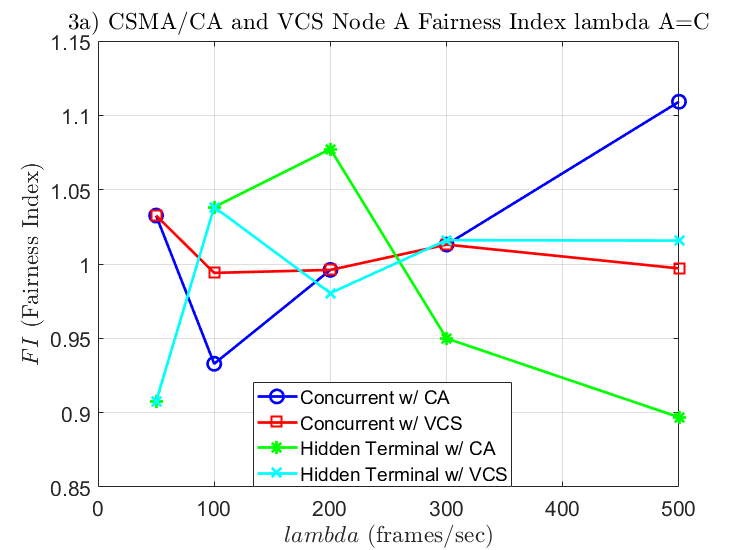 3a) CSMA/CA and VCS Node A Fairness Index lambda A=C
1.15
1.1
1.05
1
0.95
0.9
0.85
FI (Fairness Index)
Concurrent w/ CA
Concurrent w/ VCS
Hidden Terminal w/ CA
Hidden Terminal w/ VCS
0 100 200 300 400 500
lambda (frames/sec)